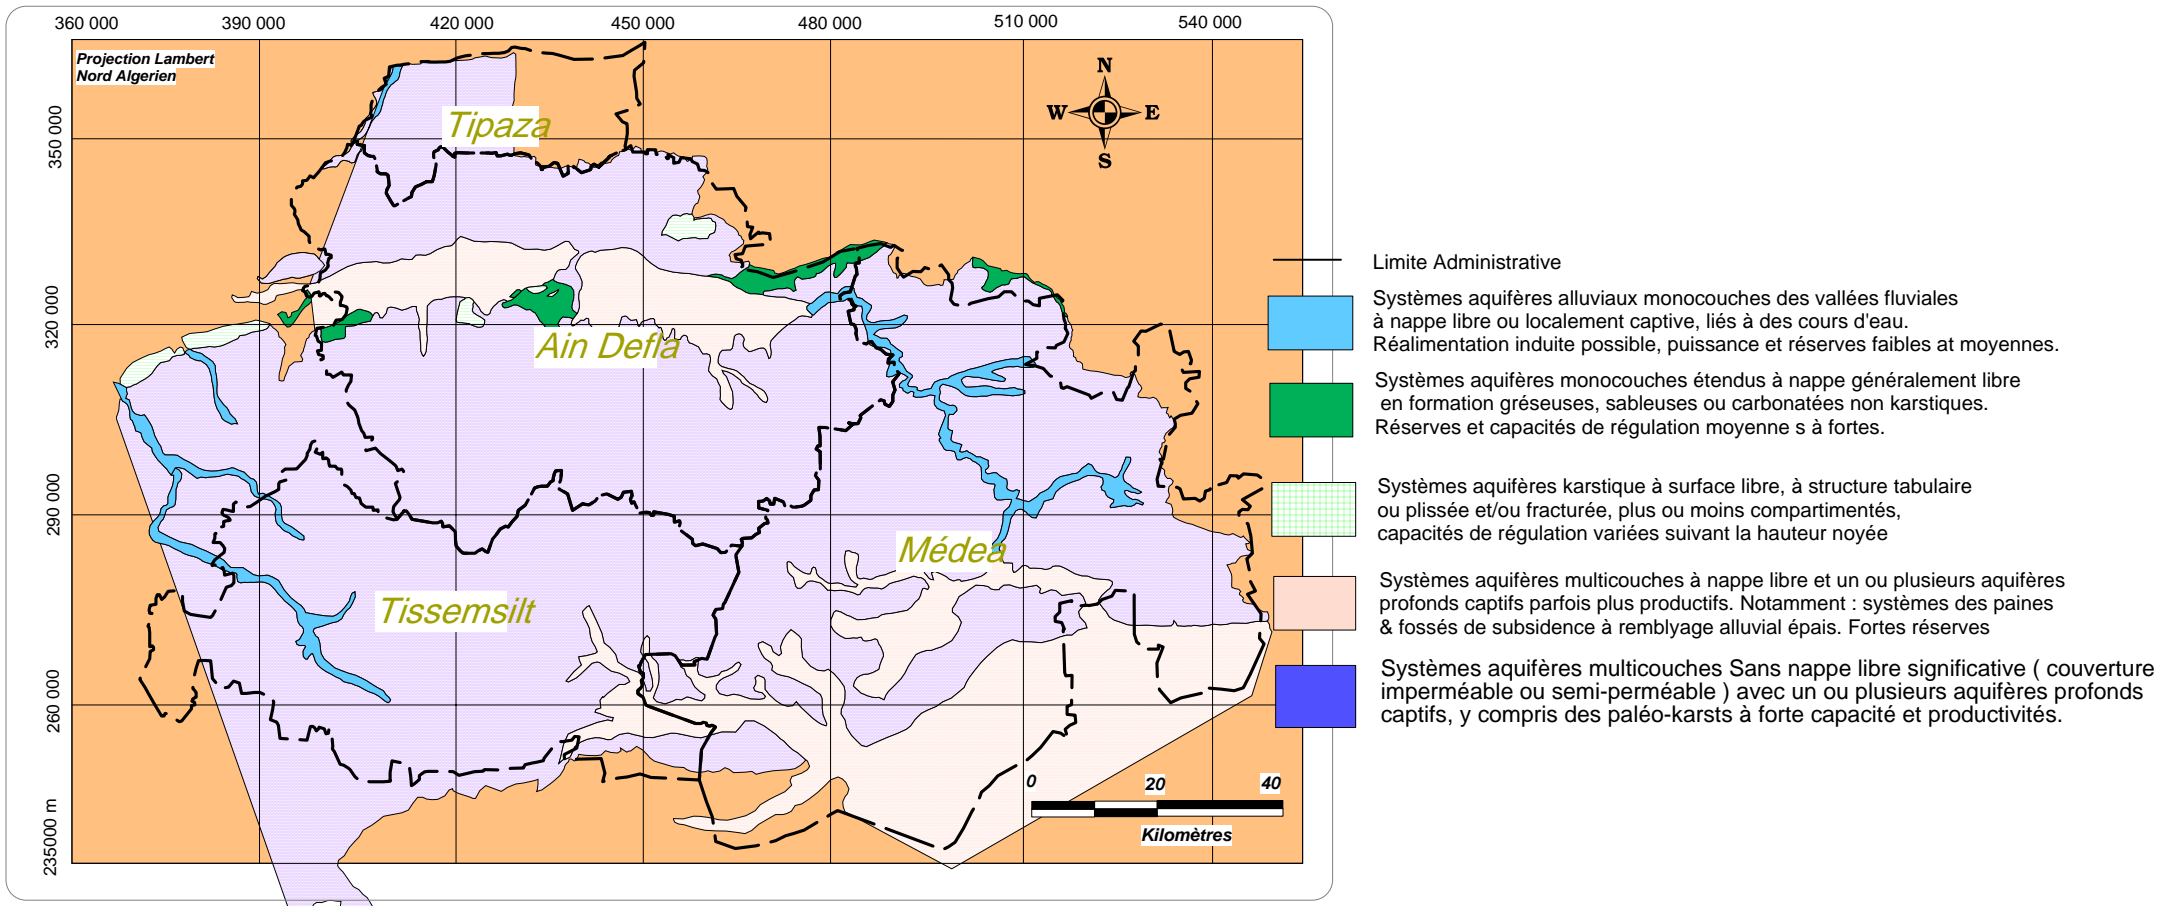 360 000
390 000
420 000
450 000
480 000
510 000
540 000
Projection Lambert
Nord Algerien
N
W
E
S
350 000
320 000
290 000
260 000
235000 m
Tipaza
Ain Defla
Médea
Tissemsilt
0
20
40
Kilomètres
Limite Administrative
Systèmes aquifères alluviaux monocouches des vallées fluviales
à nappe libre ou localement captive, liés à des cours d'eau.
Réalimentation induite possible, puissance et réserves faibles at moyennes.
Systèmes aquifères monocouches étendus à nappe généralement libre
en formation gréseuses, sableuses ou carbonatées non karstiques.
Réserves et capacités de régulation moyenne s à fortes.
Systèmes aquifères karstique à surface libre, à structure tabulaire
ou plissée et/ou fracturée, plus ou moins compartimentés,
capacités de régulation variées suivant la hauteur noyée
Systèmes aquifères multicouches à nappe libre et un ou plusieurs aquifères
profonds captifs parfois plus productifs. Notamment : systèmes des paines
& fossés de subsidence à remblyage alluvial épais. Fortes réserves
Systèmes aquifères multicouches Sans nappe libre significative ( couverture
imperméable ou semi-perméable ) avec un ou plusieurs aquifères profonds
captifs, y compris des paléo-karsts à forte capacité et productivités.